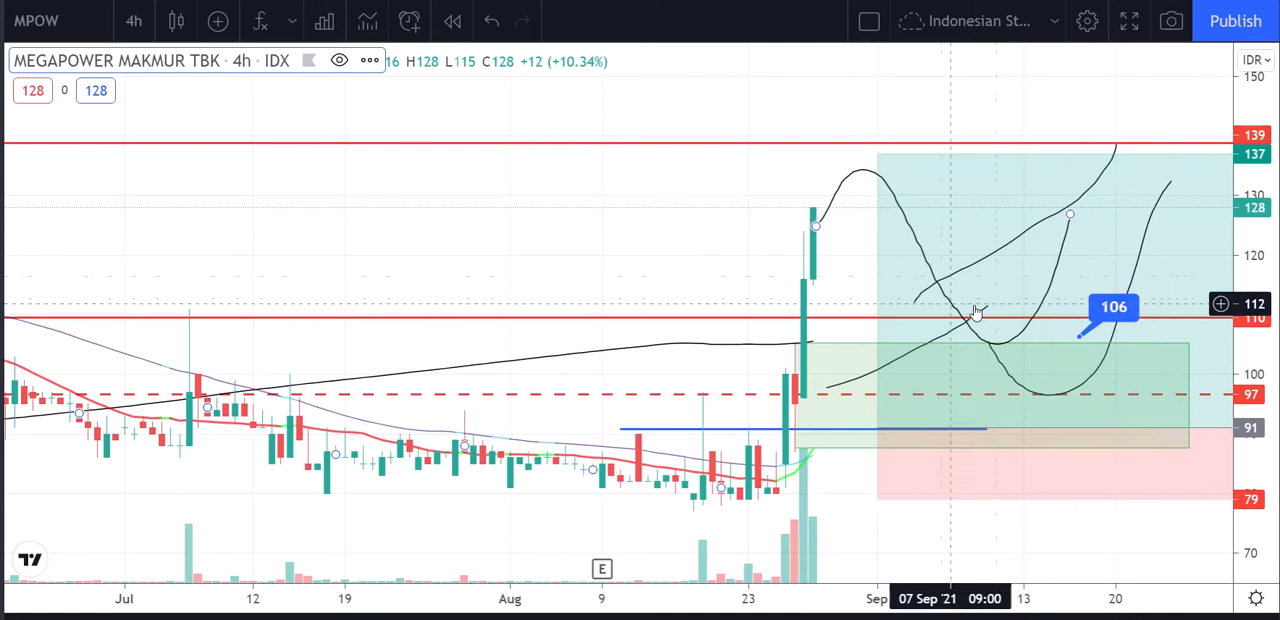 MPOW 4h Indonesian St... Publish
MEGAPOWER MAKMUR TBK · 4h · IDX 16 H128 L115 C128 +12 (+10.34%) IDR
128 0 128
150
139
137
130
128
120
112
110
106
100
97
91
79
70
E
Jul 12 19 Aug 9 23 Sep 07 Sep '21 09:00 13 20